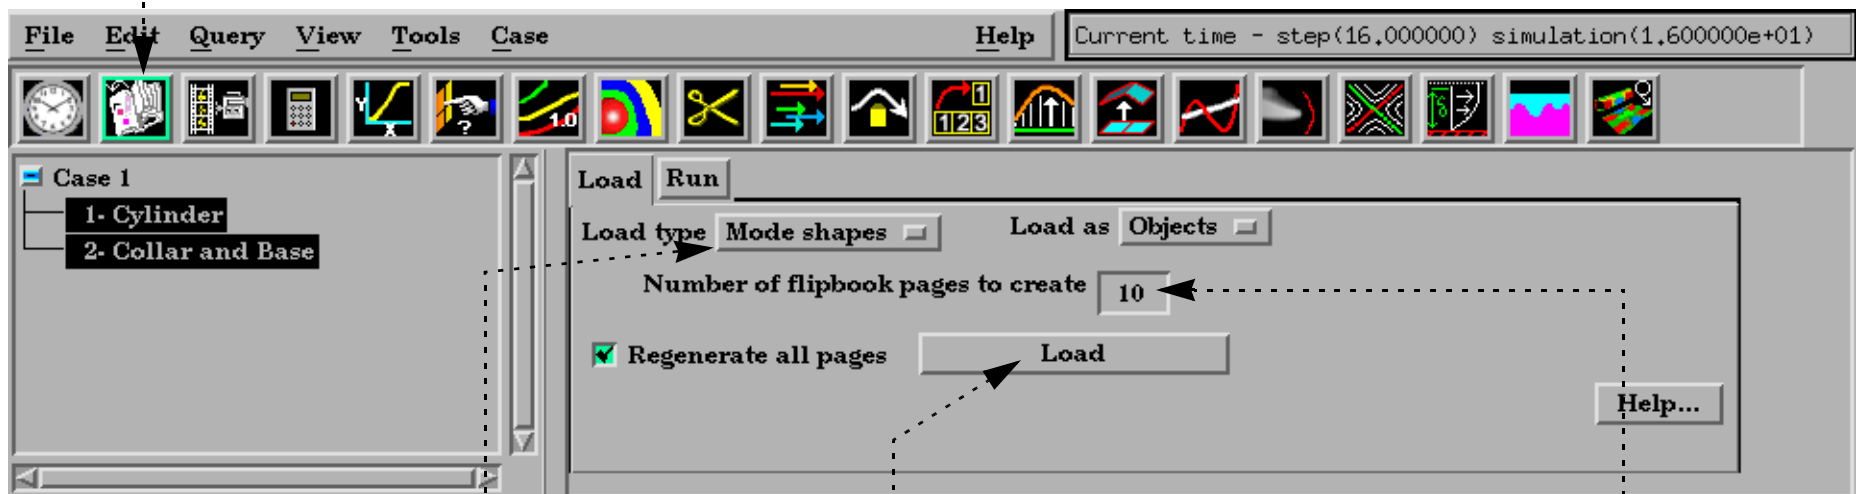 File Edit Query View Tools Case Help
Current time - step(16.000000) simulation(1.600000e+01)
Y X ? 1.0 1 123
Case 1
1- Cylinder
2- Collar and Base
Load Run
Load type Mode shapes Load as Objects
Number of flipbook pages to create 10
Regenerate all pages Load
Help...